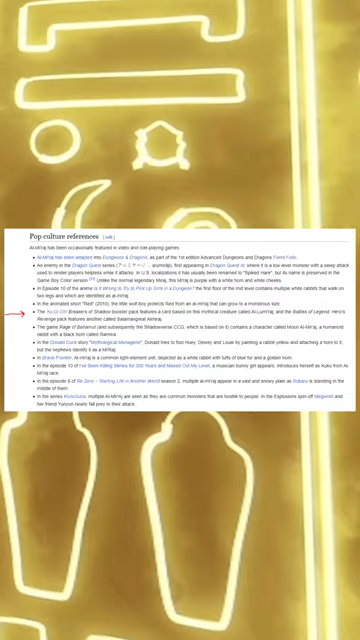 Pop culture references [ edit ]
Al-Mi'raj has been occasionally featured in video and role-playing games.
Al-Mi'raj has been adapted into Dungeons & Dragons, as part of the 1st edition Advanced Dungeons and Dragons Fiend Folio.
An enemy in the Dragon Quest series ( first appearing in Dragon Quest III, where it is a low-level monster with a sleep attack
used to render players helpless while it attacks. In U.S. localizations it has usually been renamed to "Spiked Hare", but its name is preserved in the
Game Boy Color version. Unlike the normal legendary Miraj, this Mi'raj is purple with a white horn and white cheeks.
In Episode 10 of the anime Is It Wrong to Try to Pick Up Girls in a Dungeon? the first floor of the mid level contains multiple white rabbits that walk on
two legs and which are identified as al-mi'raj.
In the animated short "Red" (2010), the little wolf boy protects Red from an al-mi'raj that can grow to a monstrous size.
The Yu-Gi-Oh! Breakers of Shadow booster pack features a card based on this mythical creature called Al-Lumi'raj, and the Battles of Legend: Hero's
Revenge pack features another called Salamangreat Almiraj.
The game Rage of Bahamut (and subsequently the Shadowverse CCG, which is based on it) contains a character called Moon Al-Mi'raj, a humanoid
rabbit with a black horn called Ramina.
In the Donald Duck story "Mythological Menagerie", Donald tries to fool Huey, Dewey and Louie by painting a rabbit yellow and attaching a horn to it,
but the nephews identify it as a Mi'Raj.
In Brave Frontier, Al-Mi'raj is a common light-element unit, depicted as a white rabbit with tufts of blue fur and a golden horn.
In the episode 10 of I've Been Killing Slimes for 300 Years and Maxed Out My Level, a musician bunny girl appears, introduces herself as Kuku from Al-
Mi'raj race.
In the episode 8 of Re:Zero - Starting Life in Another World season 2, multiple al-mi'raj appear in a vast and snowy plain as Subaru is standing in the
middle of them.
In the series KonoSuba, multiple Al-Mi'Raj are seen as they are common monsters that are hostile to people. In the Explosions spin-off Megumin and
her friend Yunyun nearly fall prey to their attack.